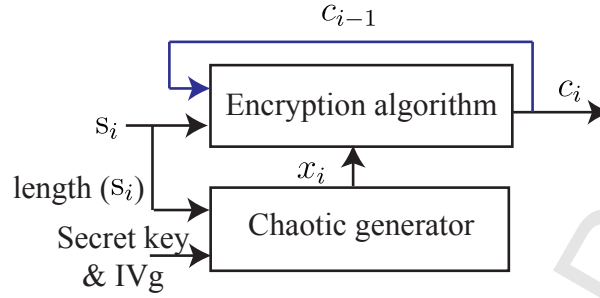 c_{i-1}
Encryption algorithm
c_i
s_i
x_i
length (s_i)
Chaotic generator
Secret key
& IVg